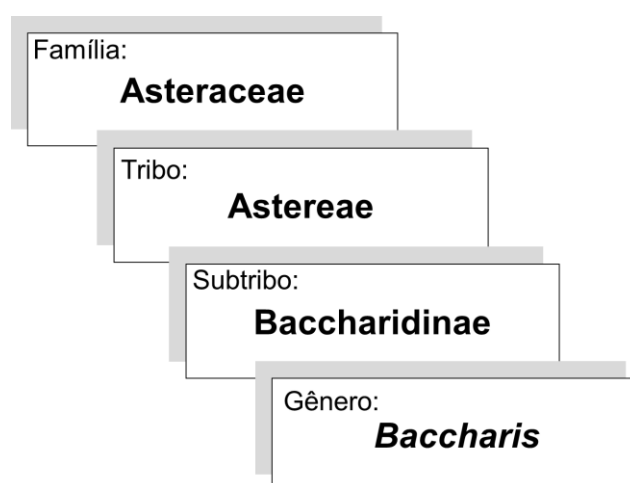 Família:
Asteraceae
Tribo:
Astereae
Subtribo:
Baccharidinae
Gênero:
Baccharis